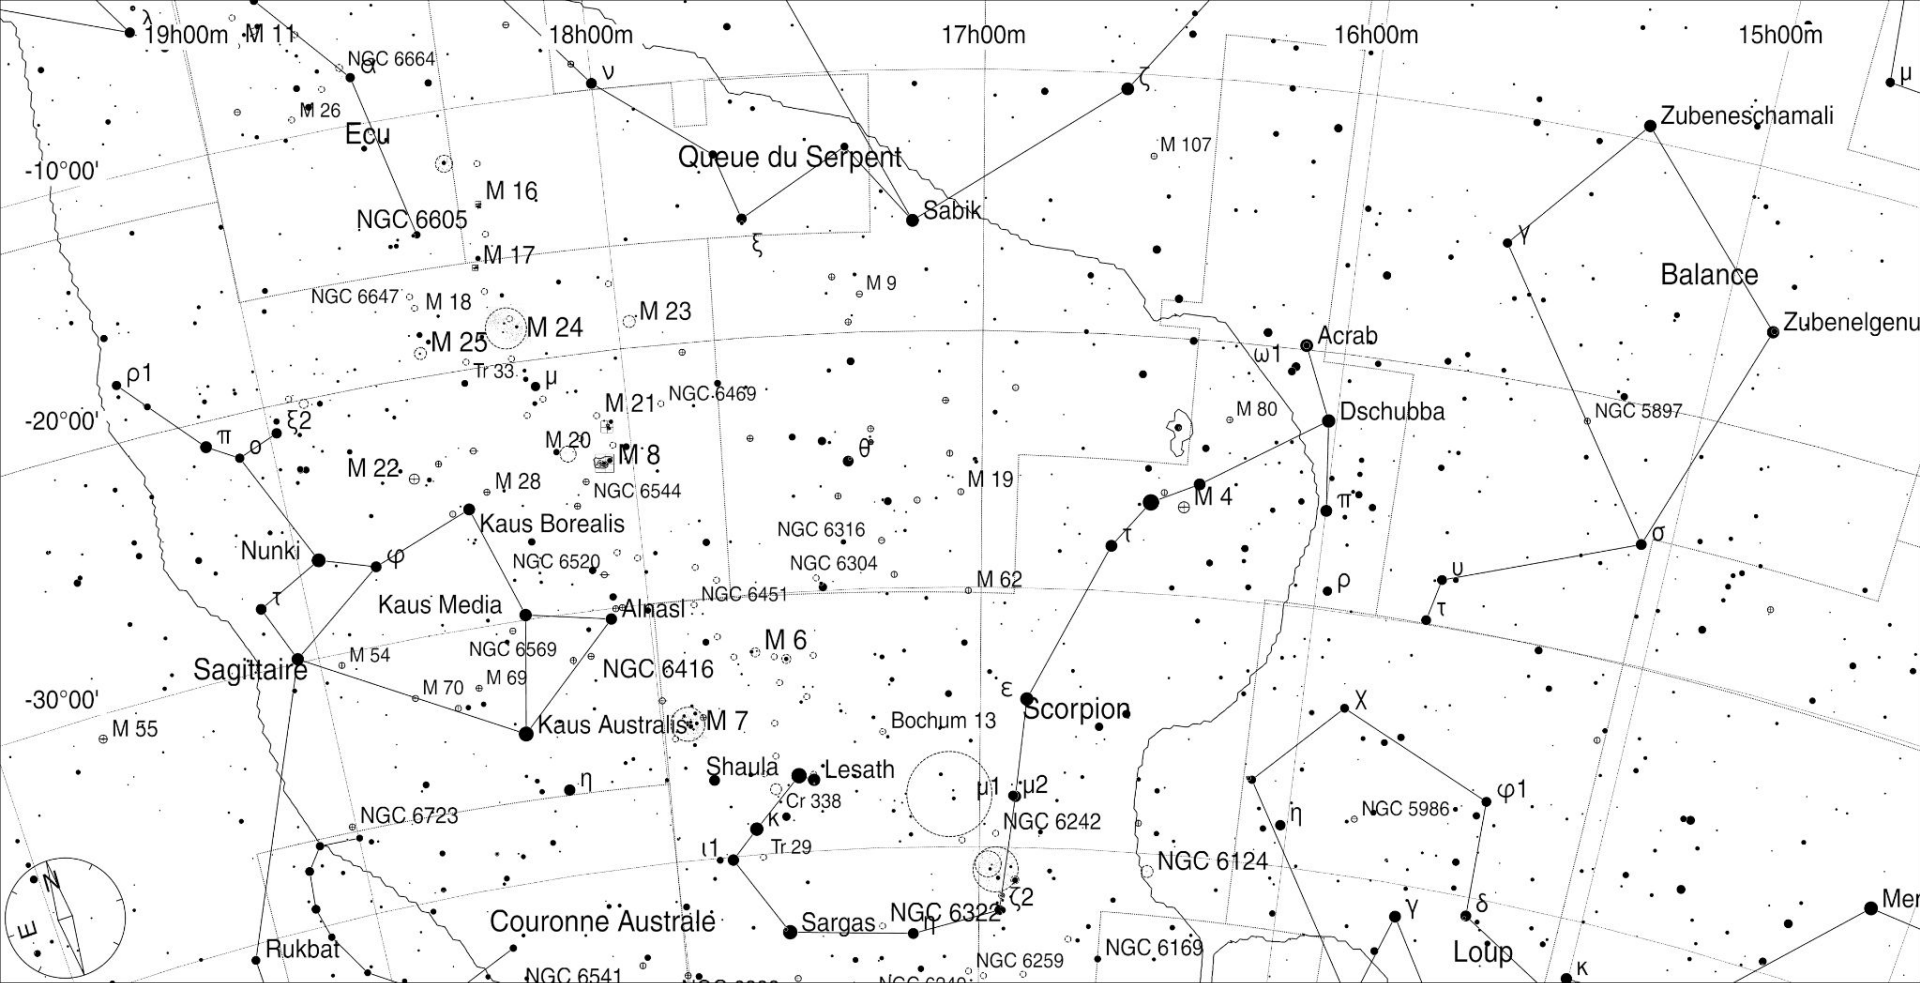 λ
19h00m
M 11
18h00m
17h00m
16h00m
15h00m
α
NGC 6664
ν
ζ
μ
M 26
Zubeneschamali
Ecu
M 107
Queue du Serpent
-10°00'
M 16
NGC 6605
Sabik
γ
ξ
M 17
Balance
M 9
NGC 6647
M 18
M 23
M 24
Zubenelgenu
M 25
Acrab
ω1
Tr 33
μ
ρ1
NGC 6469
M 21
M 80
Dschubba
NGC 5897
-20°00'
ξ2
π
ο
M 20
M 8
θ
M 22
M 28
NGC 6544
M 19
M 4
π
Kaus Borealis
NGC 6316
τ
σ
Nunki
φ
NGC 6520
NGC 6304
M 62
υ
ρ
τ
Kaus Media
Alnasl
NGC 6451
τ
M 6
NGC 6569
M 54
Sagittaire
NGC 6416
M 69
M 70
-30°00'
ε
Scorpion
χ
M 55
Kaus Australis
M 7
Bochum 13
Shaula
Lesath
η
μ1
μ2
φ1
Cr 338
NGC 6723
κ
NGC 6242
η
NGC 5986
ι1
Tr 29
NGC 6124
N
ζ2
γ
δ
Mer
E
Couronne Australe
Sargas
NGC 6322
η
Rukbat
NGC 6169
Loup
NGC 6259
κ
NGC 6541